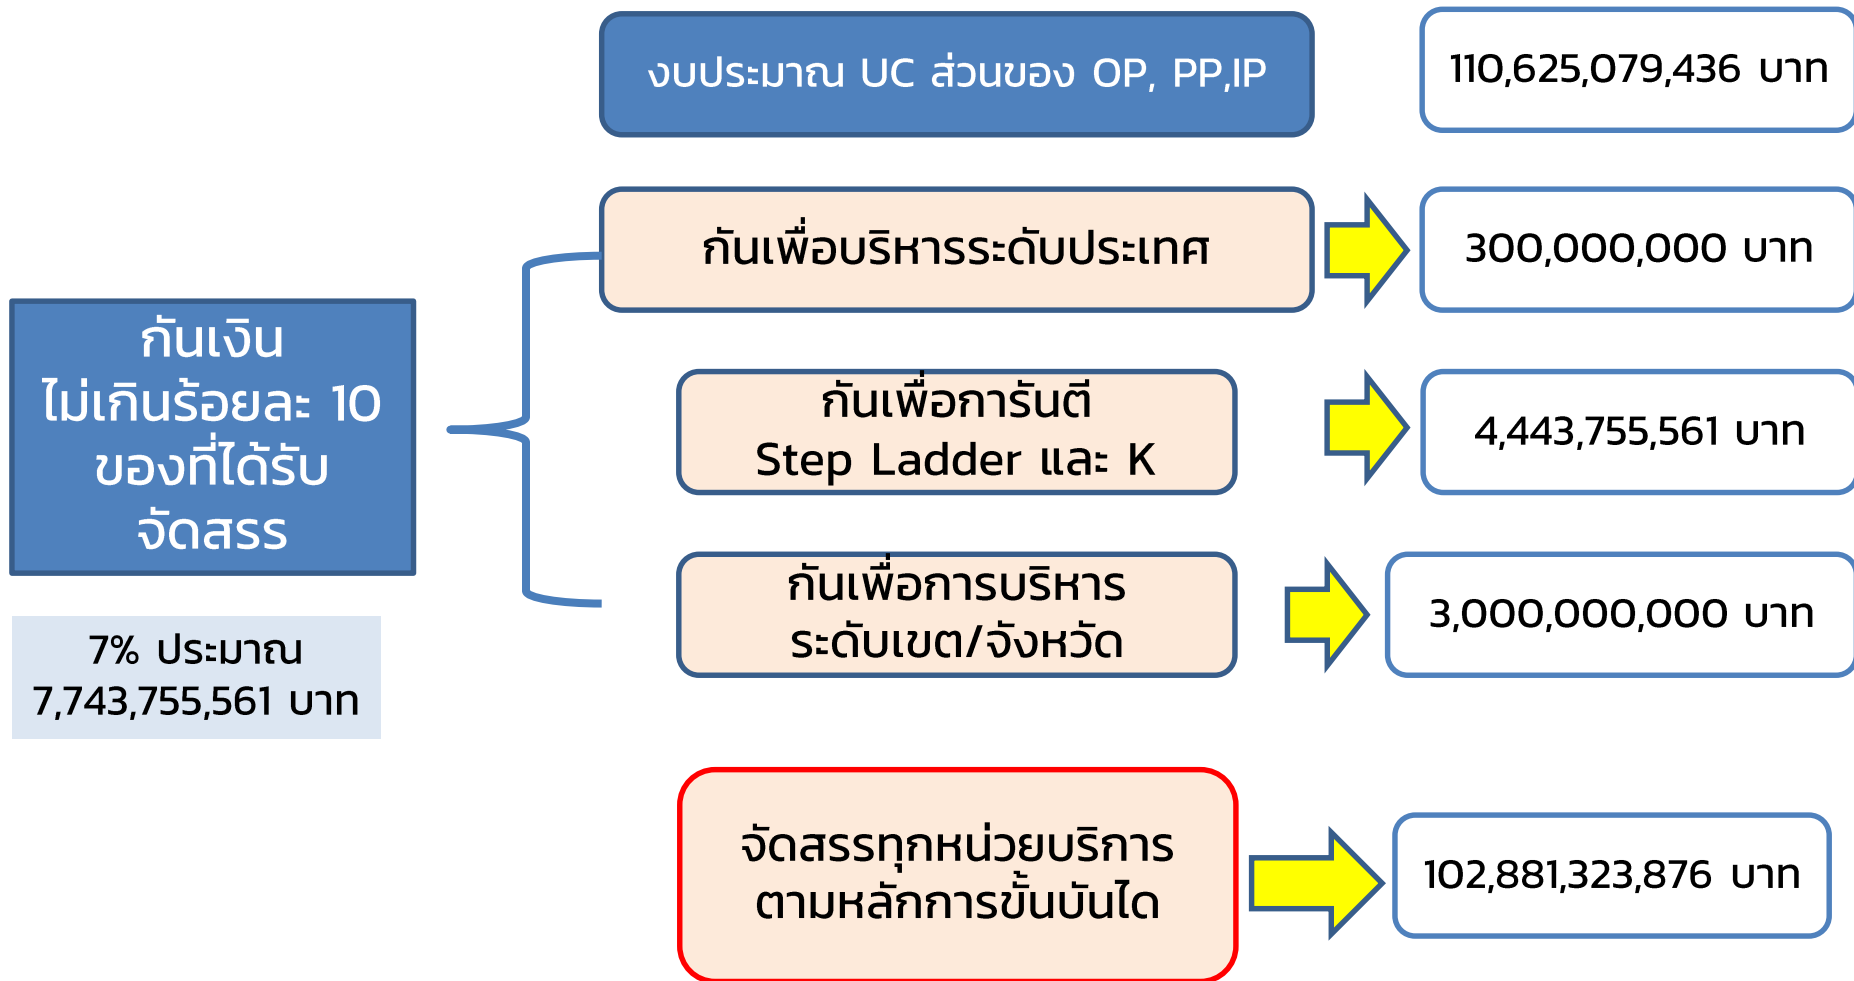 งบประมาณ UC ส่วนของ OP, PP,IP
110,625,079,436 บาท
กันเพื่อบริหารระดับประเทศ
300,000,000 บาท
กันเงิน
ไม่เกินร้อยละ 10
ของที่ได้รับ
จัดสรร
กันเพื่อการันตี
Step Ladder และ K
4,443,755,561 บาท
กันเพื่อการบริหาร
ระดับเขต/จังหวัด
3,000,000,000 บาท
7% ประมาณ
7,743,755,561 บาท
จัดสรรทุกหน่วยบริการ
ตามหลักการขั้นบันได
102,881,323,876 บาท